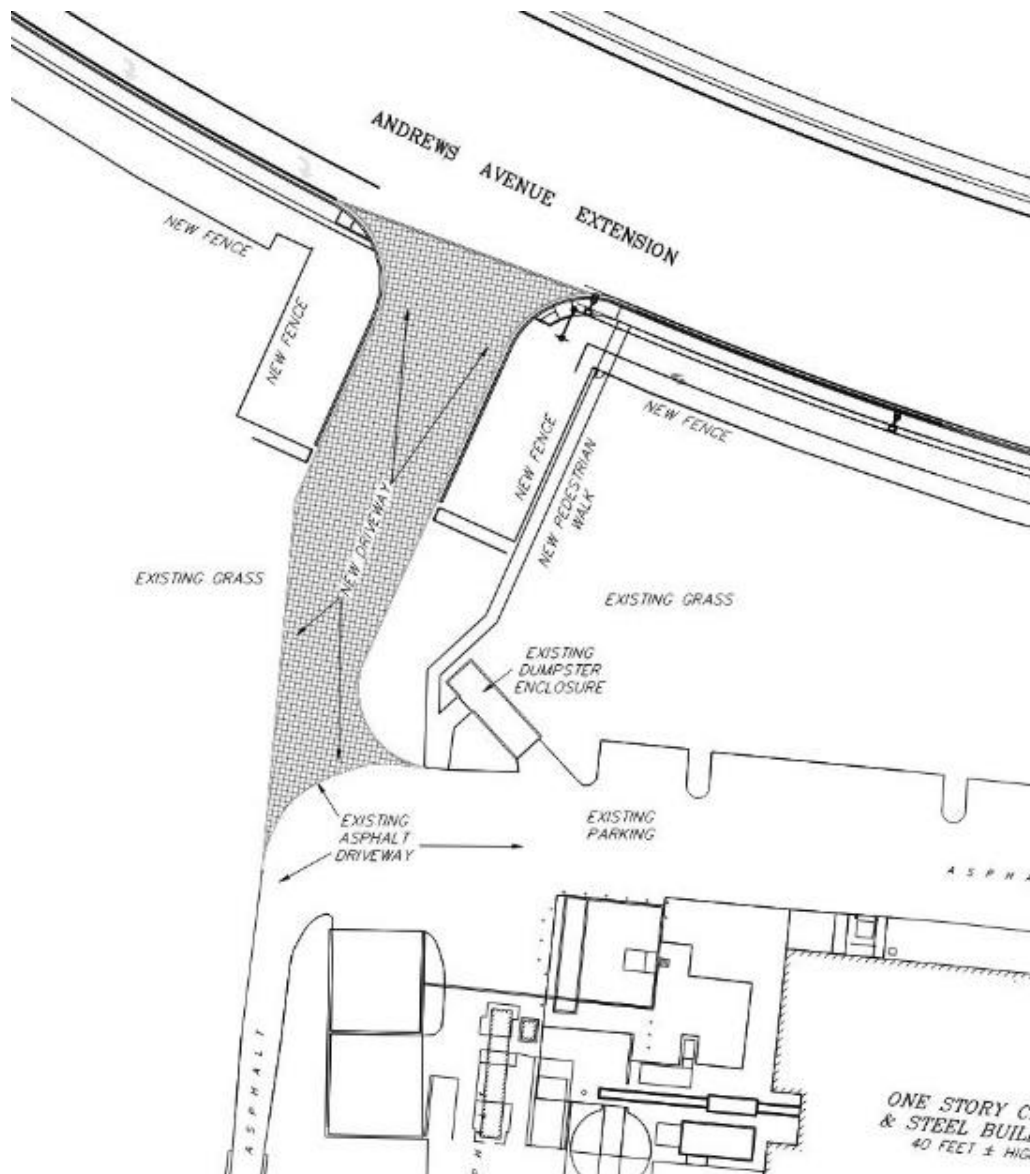 ANDREWS AVENUE EXTENSION
NEW FENCE
NEW FENCE
NEW FENCE
NEW FENCE
NEW DRIVEWAY
NEW PEDESTRIAN
WALK
EXISTING GRASS
EXISTING GRASS
EXISTING
DUMPSTER
ENCLOSURE
EXISTING
ASPHALT
DRIVEWAY
EXISTING
PARKING
ASPHA
ASPHALT
ONE STORY C
& STEEL BUIL
40 FEET ± HIG